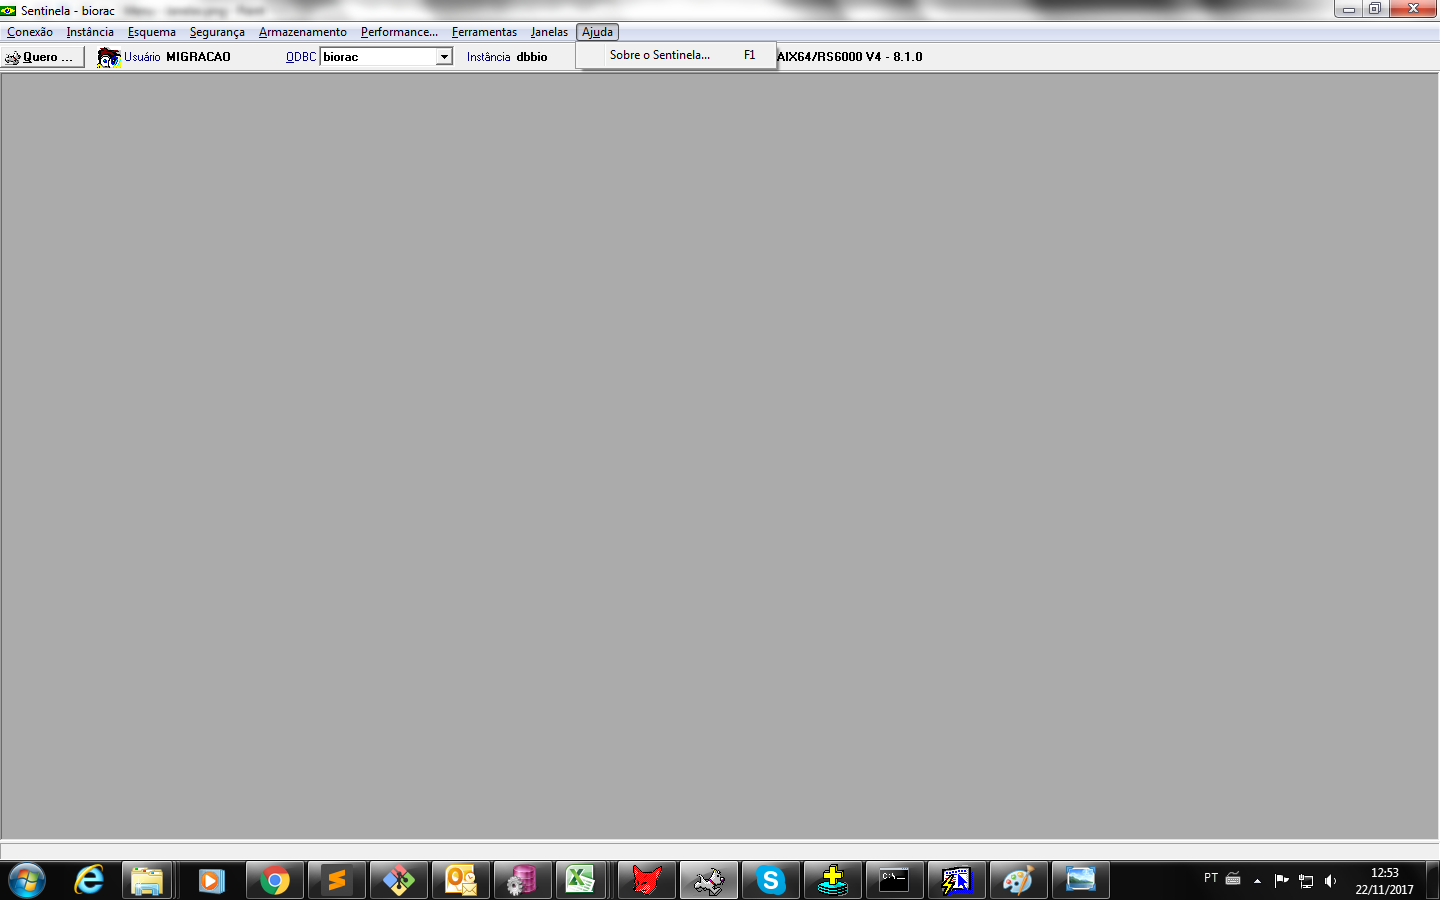 Sentinela - biorac
Conexão Instância Esquema Segurança Armazenamento Performance... Ferramentas Janelas Ajuda
Quero ... Usuário MIGRACAO ODBC biorac Instância dbbio AIX64/RS6000 V4 - 8.1.0
Sobre o Sentinela... F1
C:\_
PT 12:53
22/11/2017